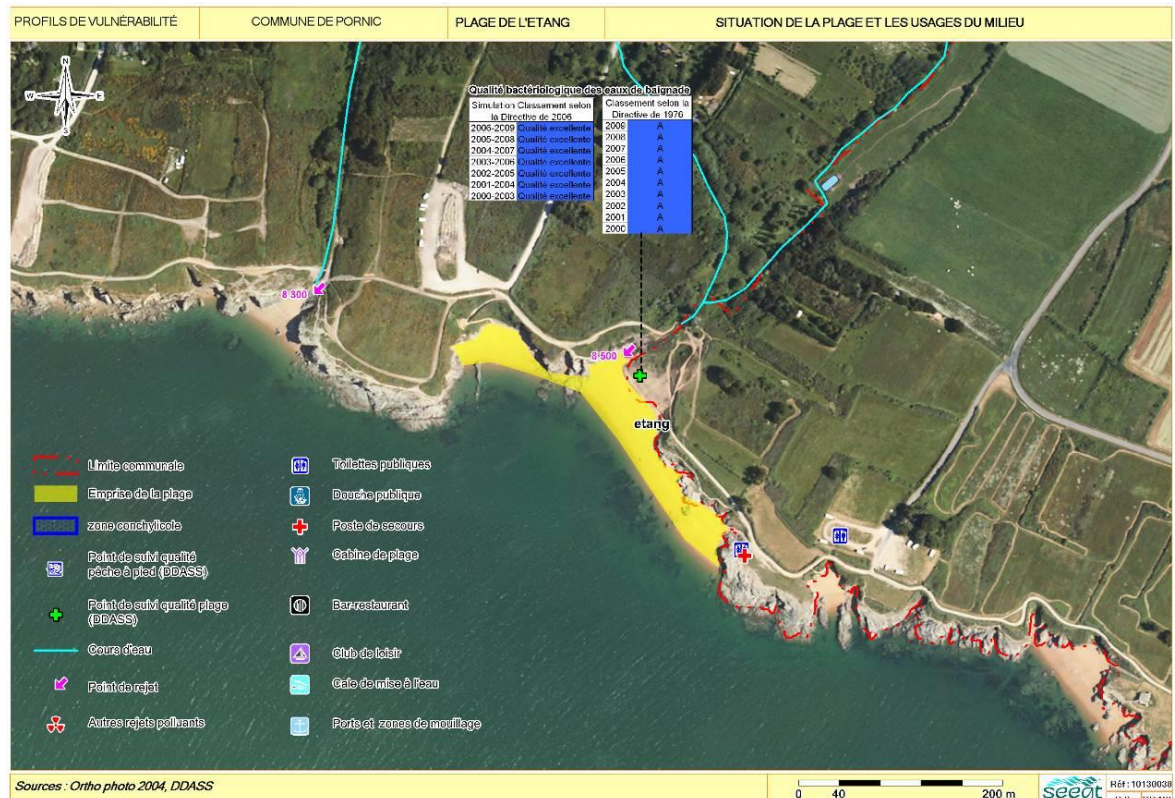 PROFILS DE VULNÉRABILITÉ
COMMUNE DE PORNIC
PLAGE DE L'ETANG
SITUATION DE LA PLAGE ET LES USAGES DU MILIEU
N
W E
S
Qualité bactériologique des eaux de baignade
Simulation Classement selon
la Directive de 2006
2006-2009 Qualité excellente
2005-2008 Qualité excellente
2004-2007 Qualité excellente
2003-2006 Qualité excellente
2002-2005 Qualité excellente
2001-2004 Qualité excellente
2000-2003 Qualité excellente
Classement selon la
Directive de 1976
2009 A
2008 A
2007 A
2006 A
2005 A
2004 A
2003 A
2002 A
2001 A
2000 A
8 300
8 500
etang
Limite communale
Emprise de la plage
zone conchylicole
Point de suivi qualité
pêche à pied (DDASS)
Point de suivi qualité plage
(DDASS)
Cours d'eau
Point de rejet
Autres rejets polluants
Toilettes publiques
Douche publique
Poste de secours
Cabine de plage
Bar-restaurant
Club de loisir
Cale de mise à l'eau
Ports et zones de mouillage
Sources : Ortho photo 2004, DDASS
0 40 200 m
seeat
Réf : 10130038